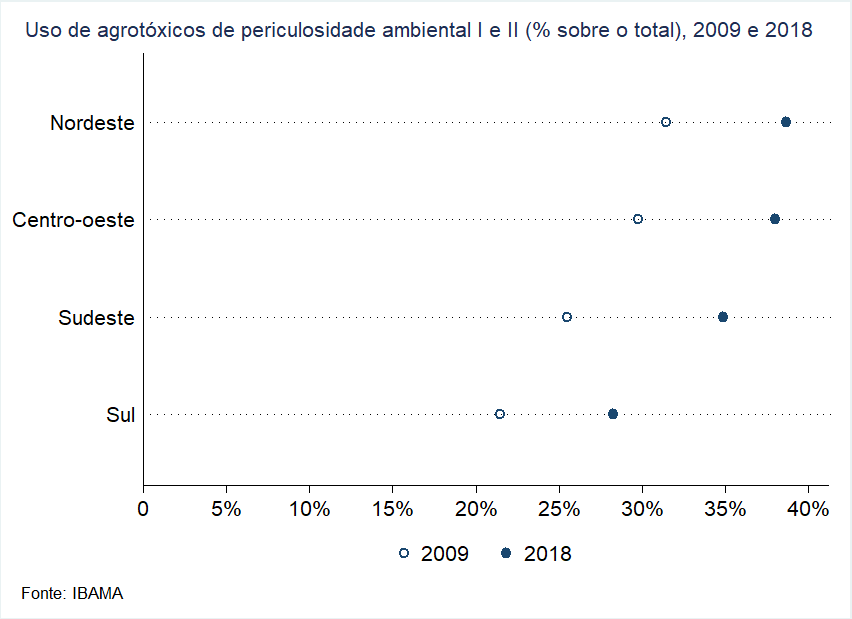 Uso de agrotóxicos de periculosidade ambiental I e II (% sobre o total), 2009 e 2018
Nordeste
Centro-oeste
Sudeste
Sul
0 5% 10% 15% 20% 25% 30% 35% 40%
2009 2018
Fonte: IBAMA